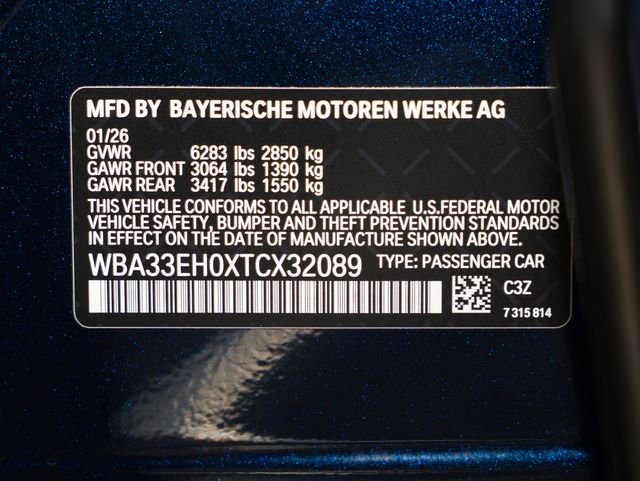 MFD BY BAYERISCHE MOTOREN WERKE AG
01/26
GVWR 6283 lbs 2850 kg
GAWR FRONT 3064 lbs 1390 kg
GAWR REAR 3417 lbs 1550 kg
THIS VEHICLE CONFORMS TO ALL APPLICABLE U.S.FEDERAL MOTOR
VEHICLE SAFETY, BUMPER AND THEFT PREVENTION STANDARDS
IN EFFECT ON THE DATE OF MANUFACTURE SHOWN ABOVE.
WBA33EH0XTCX32089 TYPE: PASSENGER CAR
C3Z
7 315 814